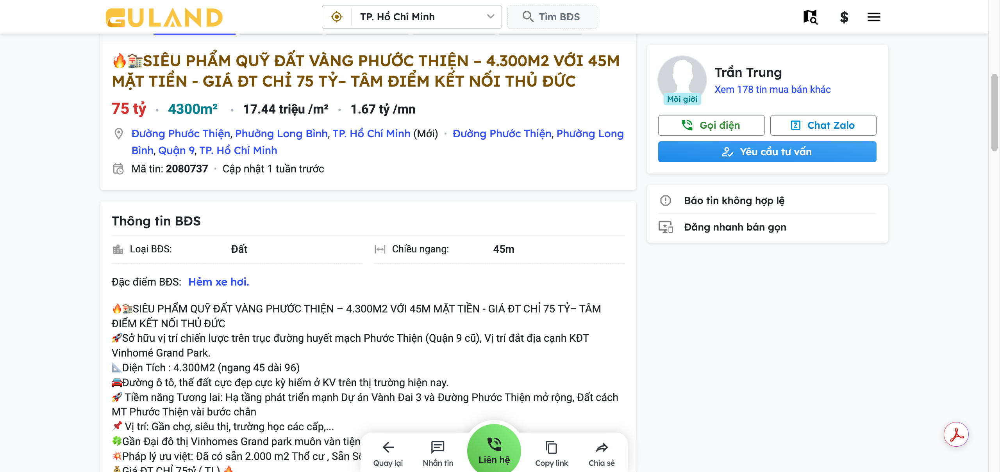 GULAND
TP. Hồ Chí Minh
Tìm BĐS
🔥🏣SIÊU PHẨM QUỸ ĐẤT VÀNG PHƯỚC THIỆN – 4.300M2 VỚI 45M
MẶT TIỀN - GIÁ ĐT CHỈ 75 TỶ– TÂM ĐIỂM KẾT NỐI THỦ ĐỨC
75 tỷ • 4300m² • 17.44 triệu /m² • 1.67 tỷ /mn
Đường Phước Thiện, Phường Long Bình, TP. Hồ Chí Minh (Mới) • Đường Phước Thiện, Phường Long
Bình, Quận 9, TP. Hồ Chí Minh
Mã tin: 2080737 • Cập nhật 1 tuần trước
Trần Trung
Xem 178 tin mua bán khác
Môi giới
Gọi điện
Chat Zalo
Yêu cầu tư vấn
Báo tin không hợp lệ
Đăng nhanh bán gọn
Thông tin BĐS
Loại BĐS: Đất
Chiều ngang: 45m
Đặc điểm BĐS: Hẻm xe hơi.
🔥🏣SIÊU PHẨM QUỸ ĐẤT VÀNG PHƯỚC THIỆN – 4.300M2 VỚI 45M MẶT TIỀN - GIÁ ĐT CHỈ 75 TỶ– TÂM
ĐIỂM KẾT NỐI THỦ ĐỨC
🚀Sở hữu vị trí chiến lược trên trục đường huyết mạch Phước Thiện (Quận 9 cũ), Vị trí đắt địa cạnh KĐT
Vinhomé Grand Park.
📐Diện Tích : 4.300M2 (ngang 45 dài 96)
🚘Đường ô tô, thế đất cực đẹp cực kỳ hiếm ở KV trên thị trường hiện nay.
🚀 Tiềm năng Tương lai: Hạ tầng phát triển mạnh Dự án Vành Đai 3 và Đường Phước Thiện mở rộng, Đất cách
MT Phước Thiện vài bước chân
📌 Vị trí: Gần chợ, siêu thị, trường học các cấp,...
🍀Gần Đại đô thị Vinhomes Grand park muôn vàn tiện
💥Pháp lý ưu việt: Đã có sẵn 2.000 m2 Thổ cư , Sẵn
💰Giá ĐT CHỈ 75tỷ ( TL) 🔥
Quay lại
Nhắn tin
Liên hệ
Copy link
Chia sẻ